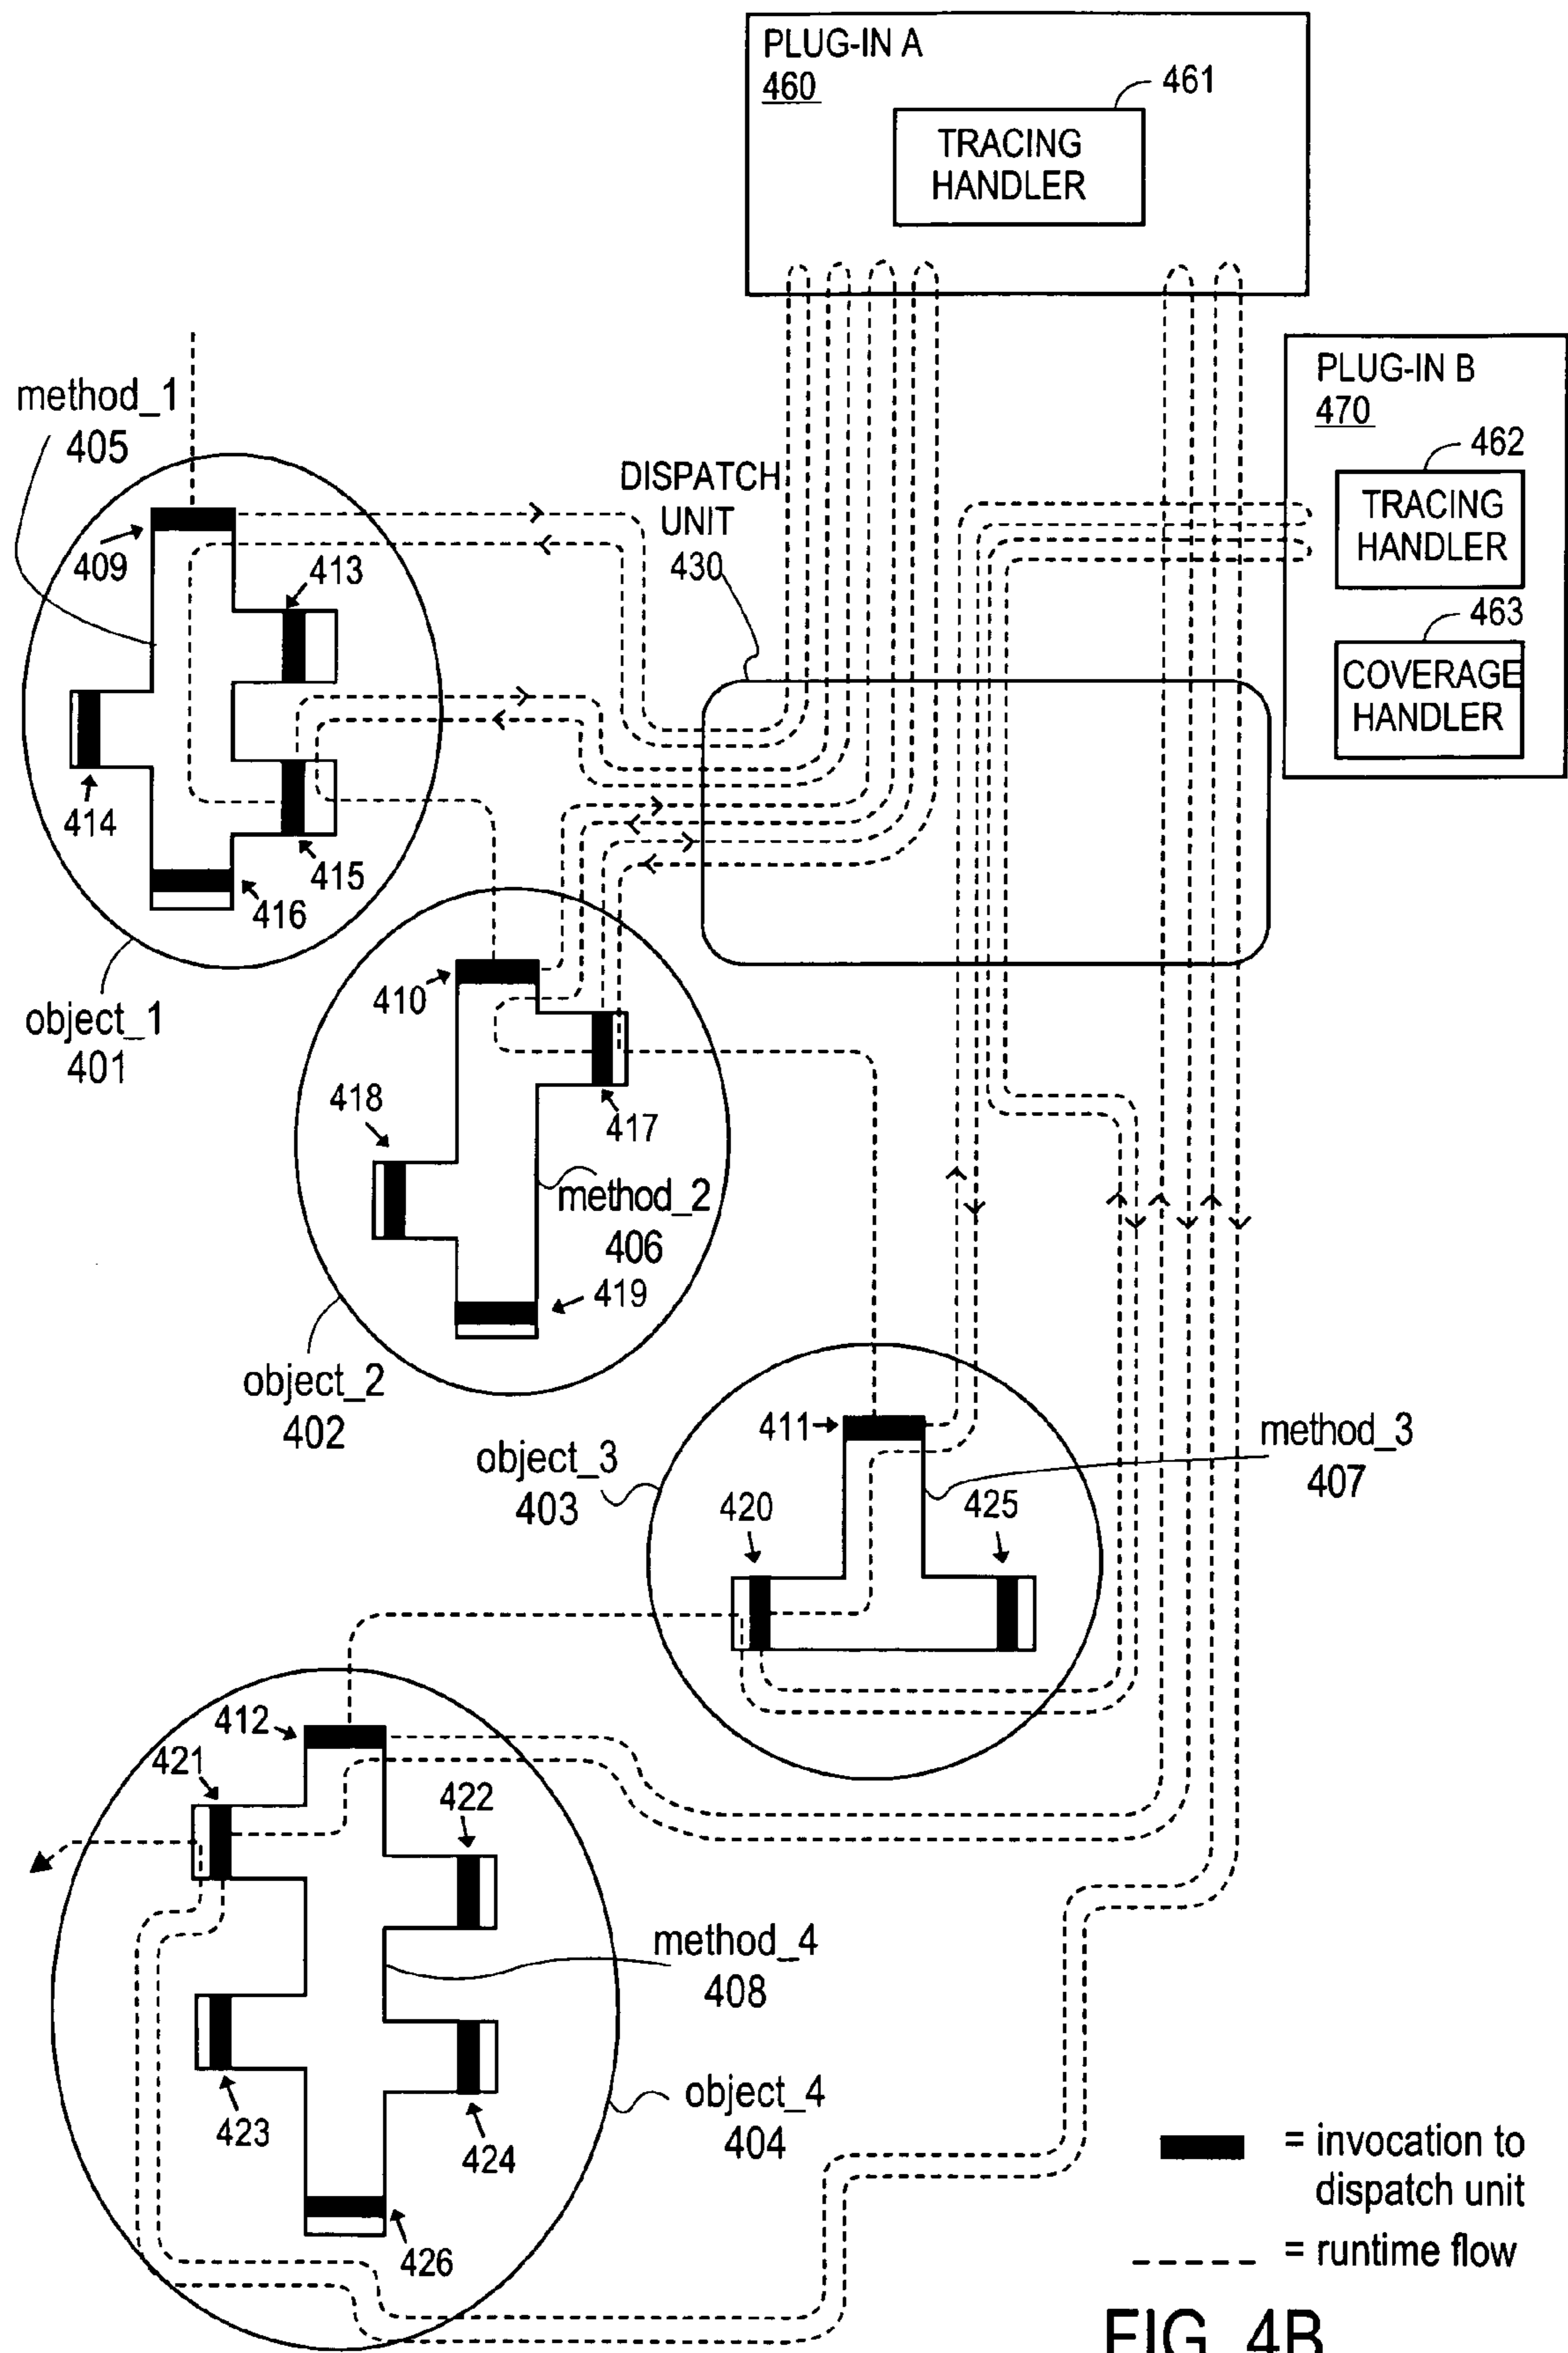 PLUG-IN A
460
461
TRACING
HANDLER
PLUG-IN B
470
462
TRACING
HANDLER
463
COVERAGE
HANDLER
method_1
405
DISPATCH
UNIT
430
409
413
414
415
416
object_1
401
410
418
417
method_2
406
419
object_2
402
411
method_3
407
object_3
403
420
425
412
421
422
method_4
408
423
424
object_4
404
426
= invocation to
dispatch unit
= runtime flow
FIG. 4B